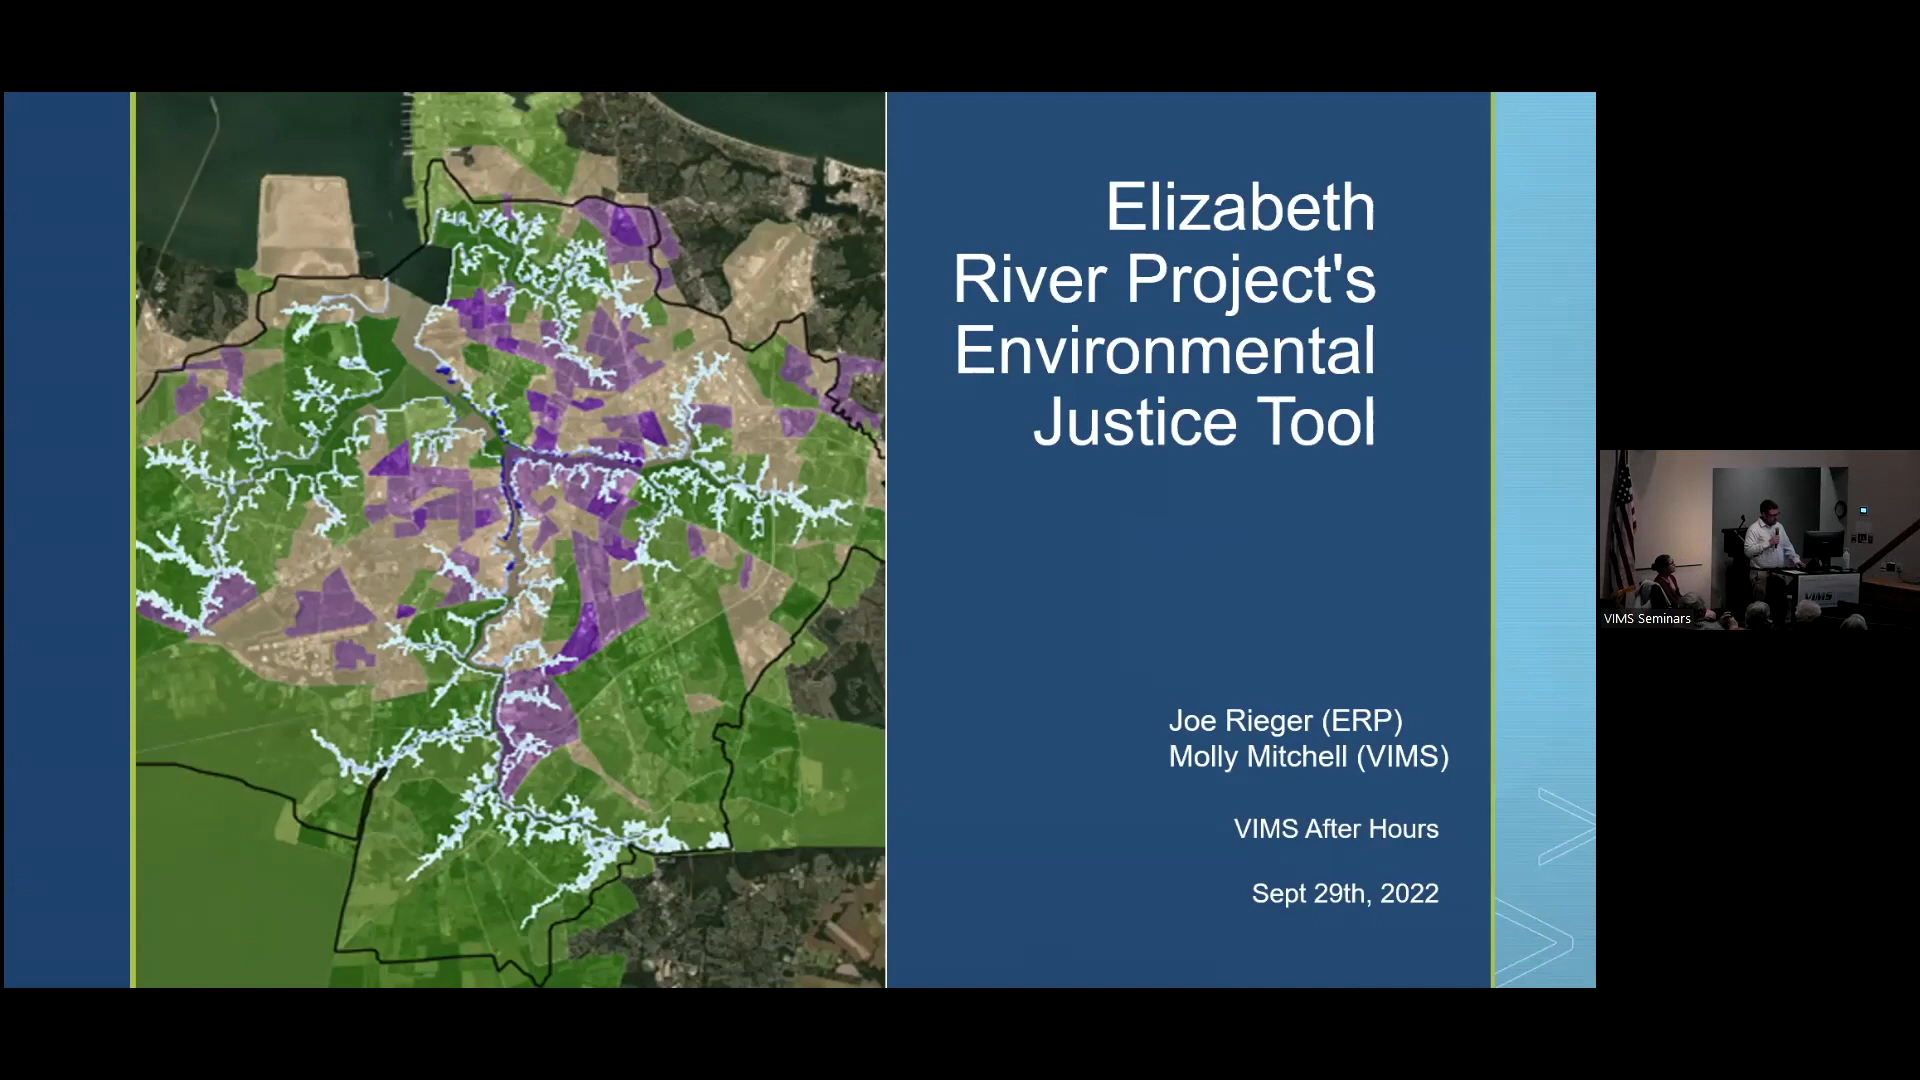 Elizabeth
River Project's
Environmental
Justice Tool
Joe Rieger (ERP)
Molly Mitchell (VIMS)
VIMS After Hours
Sept 29th, 2022
VIMS
VIMS Seminars